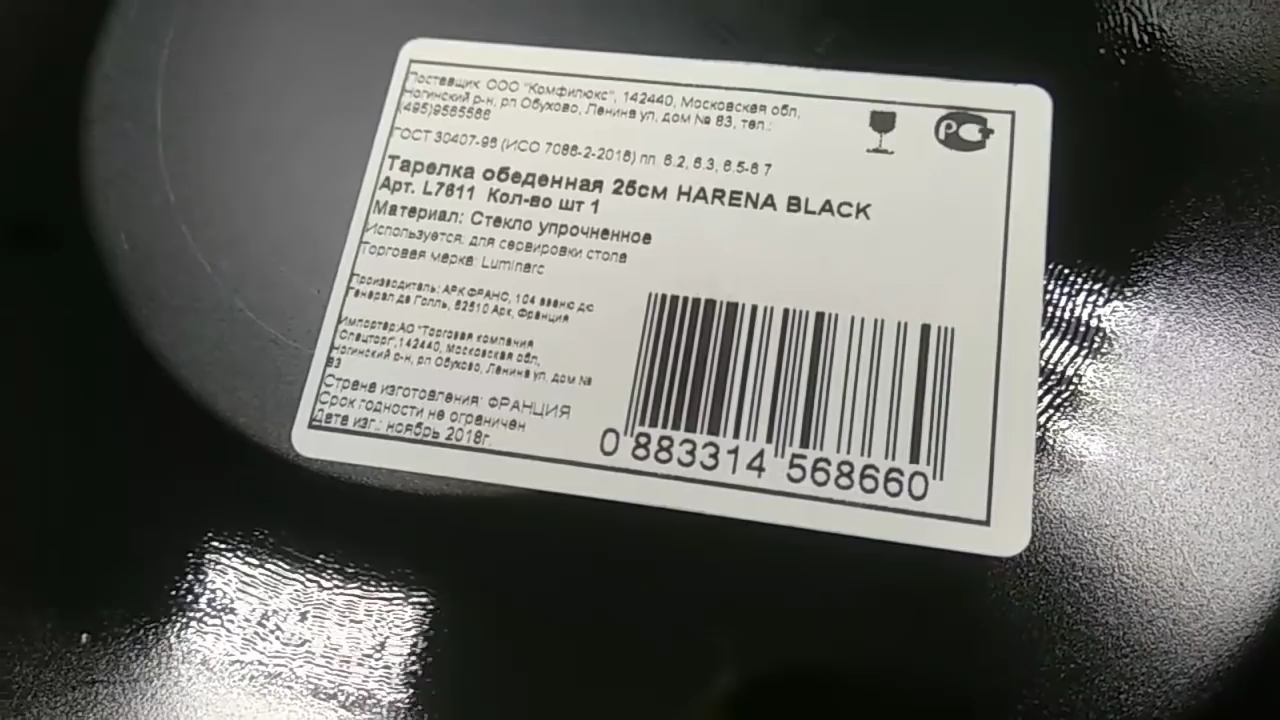 Поставщик: ООО "Комфилюкс", 142440, Московская обл,
Ногинский р-н, рп Обухово, Ленина ул, дом № 83, тел.:
(495)9565566
ГОСТ 30407-96 (ИСО 7086-2-2016) пп. 6.2, 6.3, 6.5-6.7
Тарелка обеденная 25см HARENA BLACK
Арт. L7611 Кол-во шт 1
Материал: Стекло упрочненное
Используется: для сервировки стола
Торговая марка: Luminarc
Производитель: АРК ФРАНС, 104 авеню дю
Генерал де Голль, 62510 Арк, Франция
Импортер:АО "Торговая компания
"Спецторг",142440, Московская обл,
Ногинский р-н, рп Обухово, Ленина ул, дом №
83
Страна изготовления: ФРАНЦИЯ
Срок годности не ограничен
Дата изг.: ноябрь 2018г.
РСТ
0 883314 568660